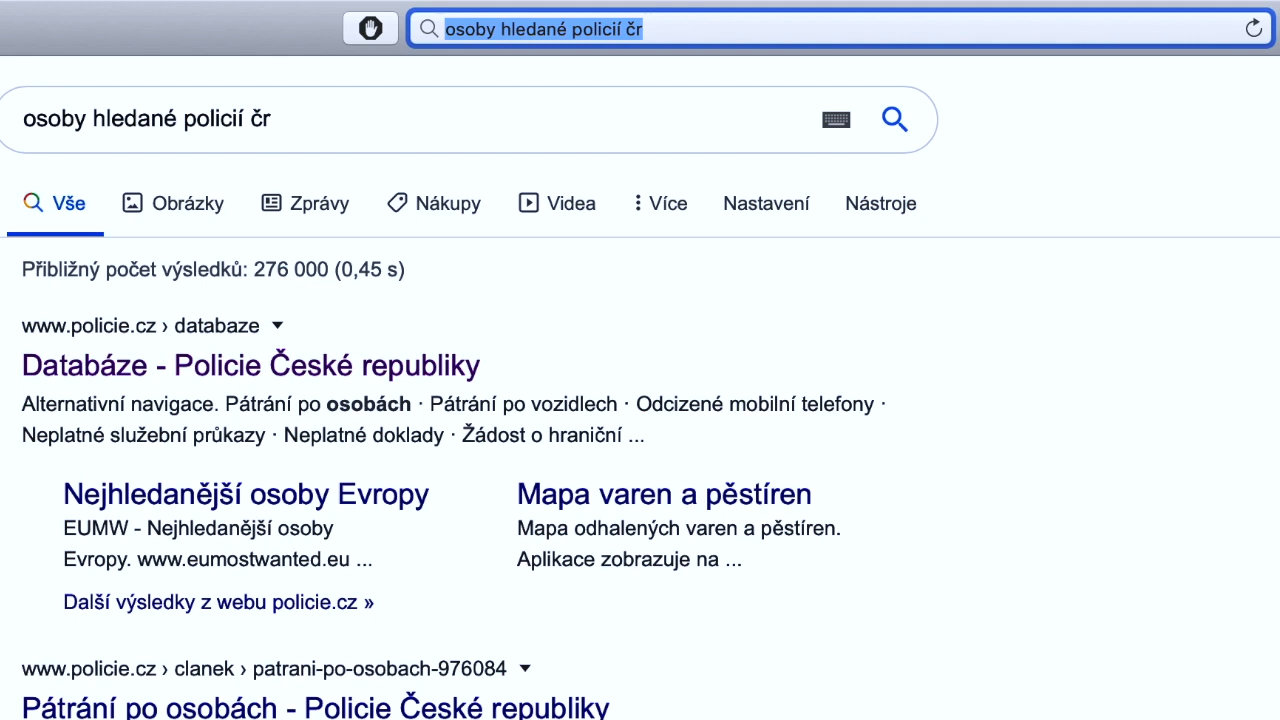 osoby hledané policií čr
osoby hledané policií čr
Vše Obrázky Zprávy Nákupy Videa Více Nastavení Nástroje
Přibližný počet výsledků: 276 000 (0,45 s)
www.policie.cz › databaze
Databáze - Policie České republiky
Alternativní navigace. Pátrání po osobách · Pátrání po vozidlech · Odcizené mobilní telefony ·
Neplatné služební průkazy · Neplatné doklady · Žádost o hraniční ...
Nejhledanější osoby Evropy
EUMW - Nejhledanější osoby
Evropy. www.eumostwanted.eu ...
Mapa varen a pěstíren
Mapa odhalených varen a pěstíren.
Aplikace zobrazuje na ...
Další výsledky z webu policie.cz »
www.policie.cz › clanek › patrani-po-osobach-976084
Pátrání po osobách - Policie České republiky